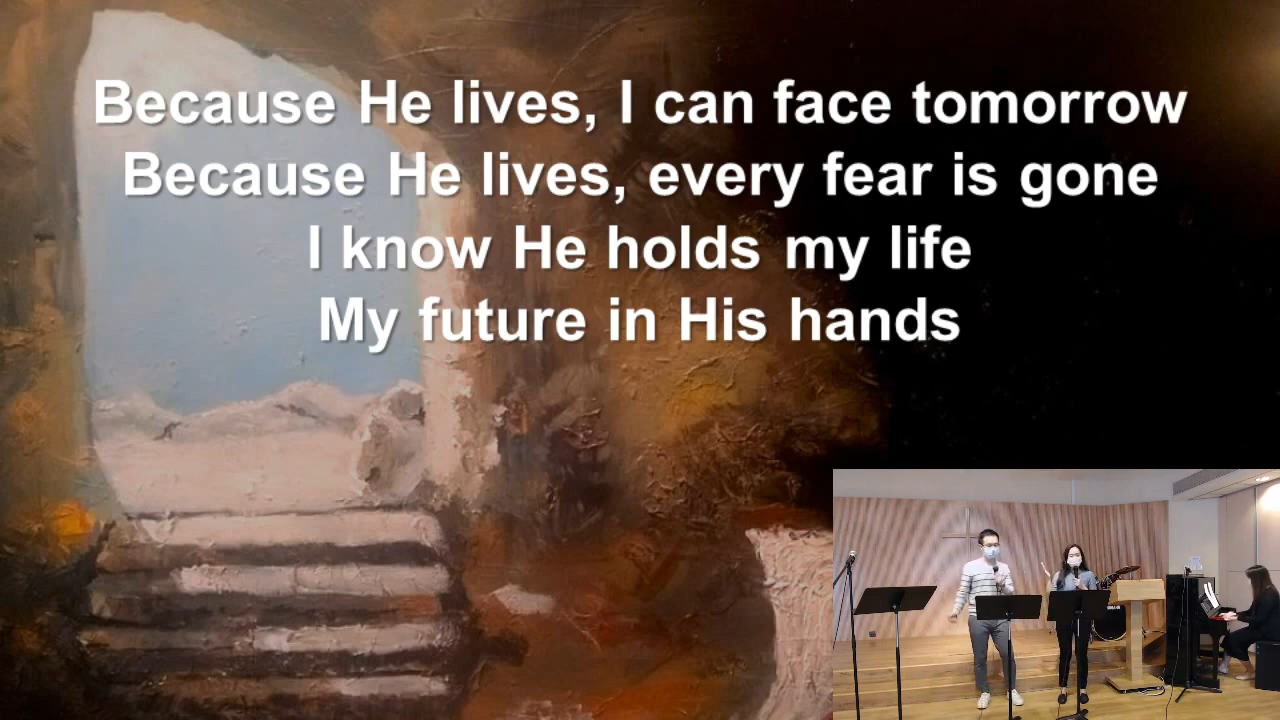 Because He lives, I can face tomorrow
Because He lives, every fear is gone
I know He holds my life
My future in His hands